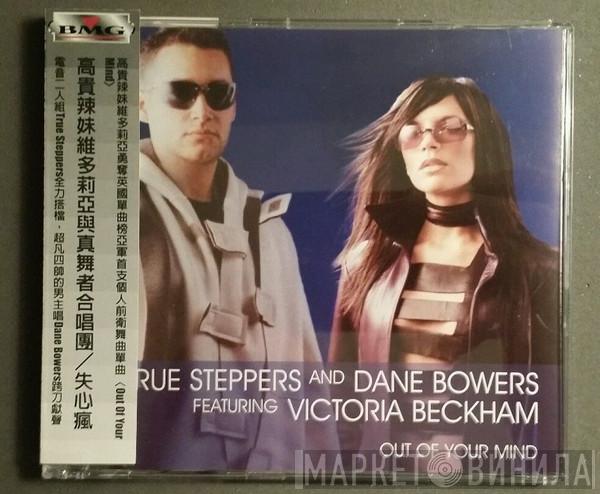 BMG
高貴辣妹維多莉亞勇奪英國單曲榜亞軍首支個人前衛舞曲單曲〈Out Of Your
Mind〉
高貴辣妹維多莉亞與真舞者合唱團／失心瘋
電音二人組True Steppers全力搭檔，超凡四帥的男主唱Dane Bowers跨刀獻聲
RUE STEPPERS AND DANE BOWERS
FEATURING VICTORIA BECKHAM
OUT OF YOUR MIND
МАРКЕТ ВИНИЛА